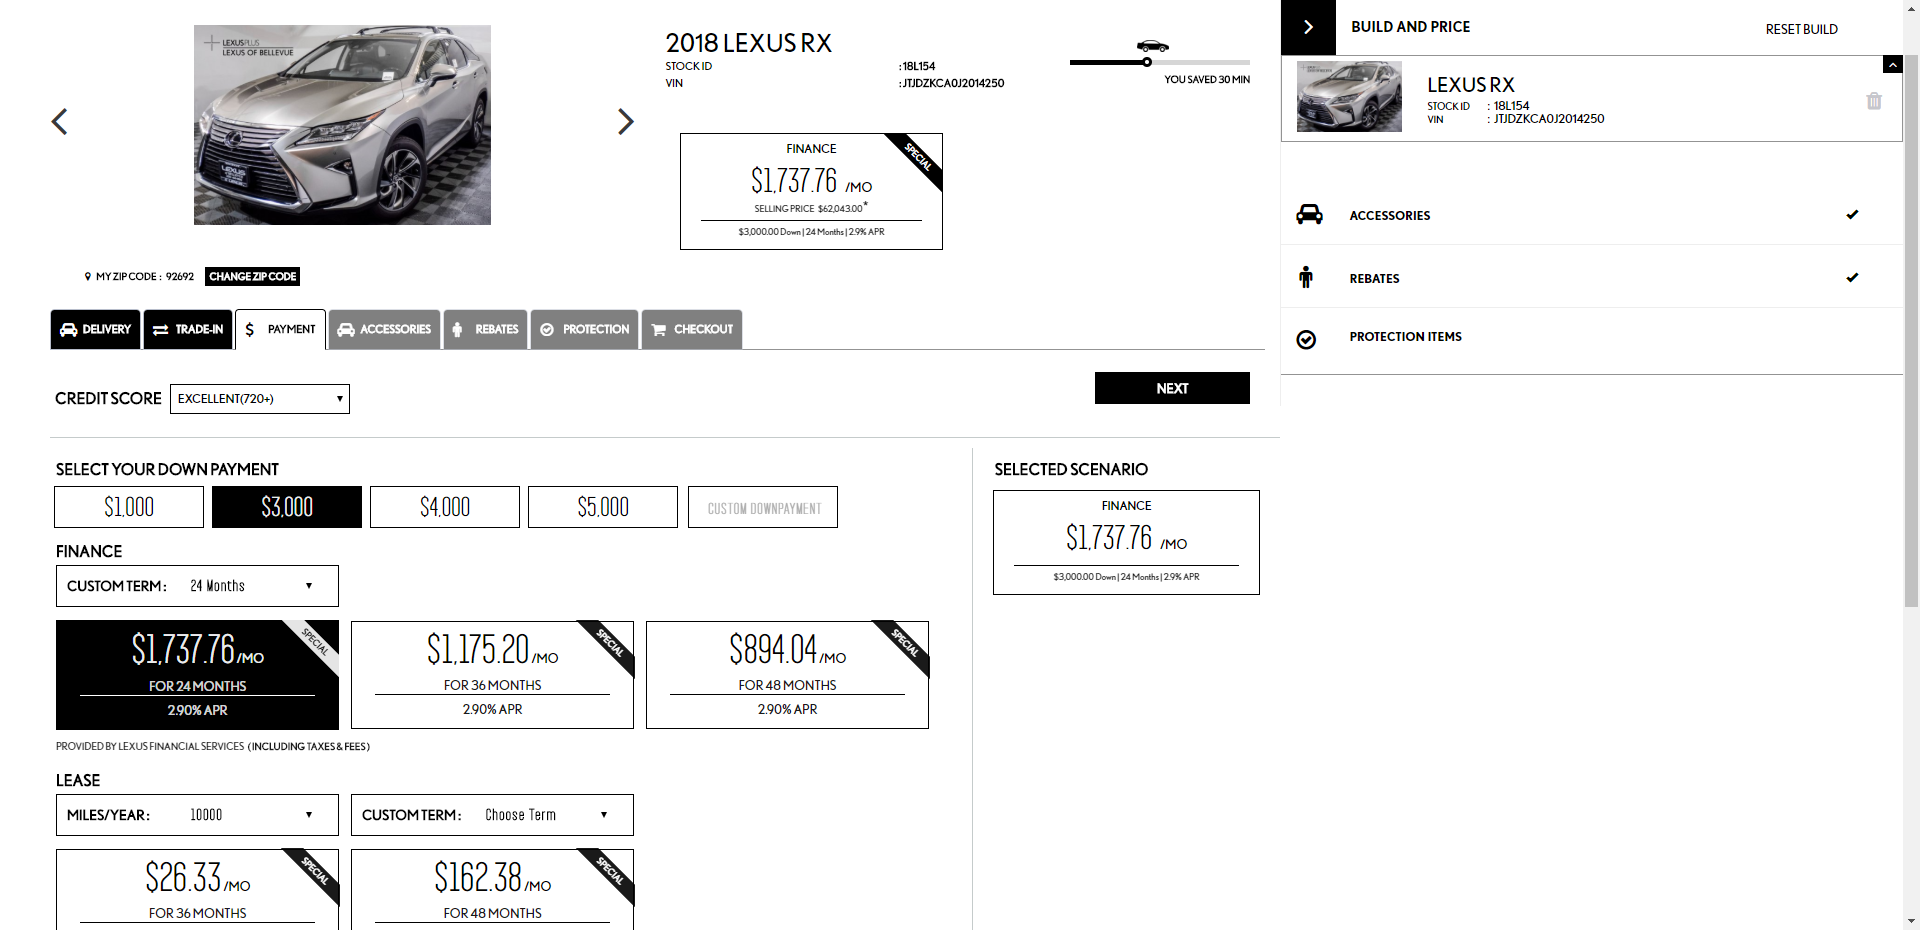 LEXUSPLUS
LEXUS OF BELLEVUE
2018 LEXUS RX
STOCK ID : 18L154
VIN : JTJDZKCA0J2014250
YOU SAVED 30 MIN
FINANCE
SPECIAL
$1,737.76 /MO
SELLING PRICE $62,043.00*
$3,000.00 Down | 24 Months | 2.9% APR
MY ZIP CODE : 92692 CHANGE ZIP CODE
DELIVERY TRADE-IN $ PAYMENT ACCESSORIES REBATES PROTECTION CHECKOUT
CREDIT SCORE EXCELLENT(720+)
NEXT
SELECT YOUR DOWN PAYMENT
$1,000 $3,000 $4,000 $5,000 CUSTOM DOWNPAYMENT
FINANCE
CUSTOM TERM : 24 Months
$1,737.76/MO
SPECIAL
FOR 24 MONTHS
2.90% APR
$1,175.20/MO
SPECIAL
FOR 36 MONTHS
2.90% APR
$894.04/MO
SPECIAL
FOR 48 MONTHS
2.90% APR
PROVIDED BY LEXUS FINANCIAL SERVICES (INCLUDING TAXES & FEES)
LEASE
MILES/YEAR : 10000
CUSTOM TERM : Choose Term
$26.33/MO
SPECIAL
FOR 36 MONTHS
$162.38/MO
SPECIAL
FOR 48 MONTHS
SELECTED SCENARIO
FINANCE
$1,737.76 /MO
$3,000.00 Down | 24 Months | 2.9% APR
BUILD AND PRICE
RESET BUILD
LEXUS RX
STOCK ID : 18L154
VIN : JTJDZKCA0J2014250
ACCESSORIES
REBATES
PROTECTION ITEMS